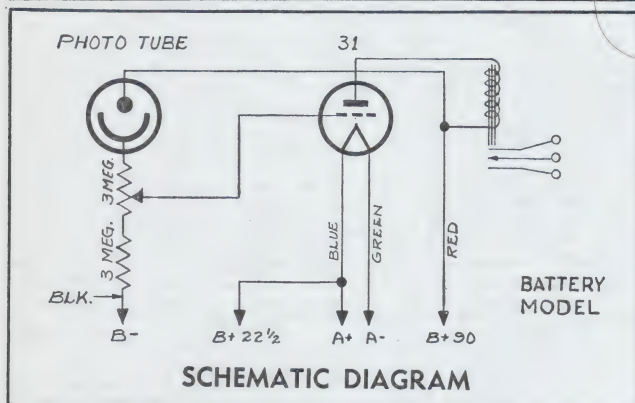 PHOTO TUBE
31
3 MEG.
3 MEG.
BLK.
B-
BLUE
GREEN
RED
B+ 22½
A+
A-
B+90
BATTERY
MODEL
SCHEMATIC DIAGRAM